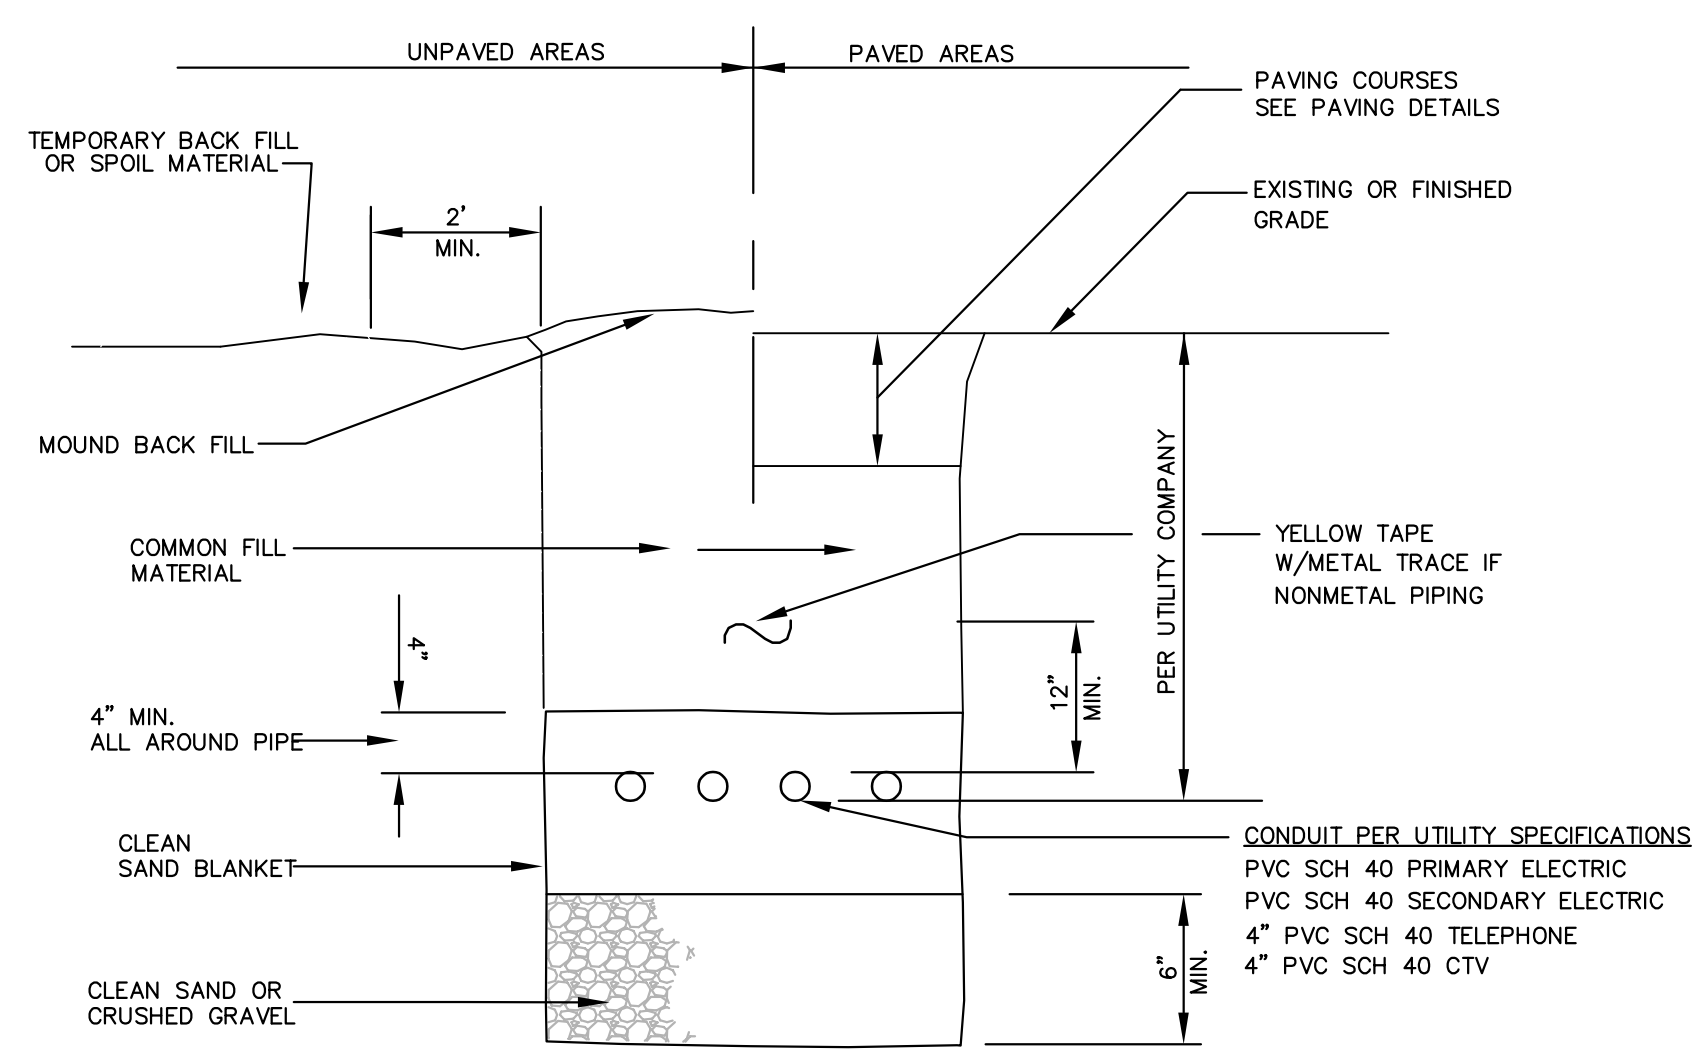 UNPAVED AREAS
PAVED AREAS
PAVING COURSES
SEE PAVING DETAILS
TEMPORARY BACK FILL
OR SPOIL MATERIAL
EXISTING OR FINISHED
GRADE
2'
MIN.
MOUND BACK FILL
COMMON FILL
MATERIAL
YELLOW TAPE
W/METAL TRACE IF
NONMETAL PIPING
PER UTILITY COMPANY
4"
12"
MIN.
4" MIN.
ALL AROUND PIPE
CLEAN
SAND BLANKET
CONDUIT PER UTILITY SPECIFICATIONS
PVC SCH 40 PRIMARY ELECTRIC
PVC SCH 40 SECONDARY ELECTRIC
4" PVC SCH 40 TELEPHONE
4" PVC SCH 40 CTV
6"
MIN.
CLEAN SAND OR
CRUSHED GRAVEL